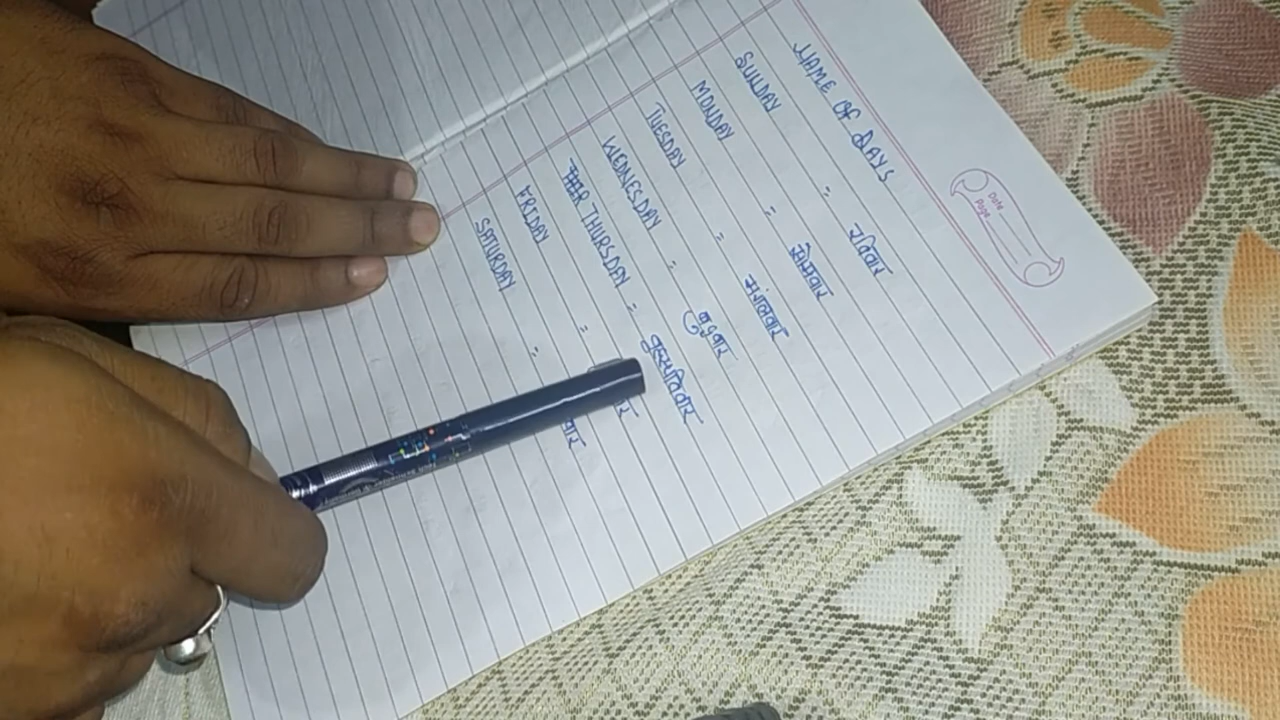 Date
Page
NAME OF DAYS
SUNDAY = रविवार
MONDAY = सोमवार
TUESDAY = मंगलवार
WEDNESDAY = बुधवार
THURSDAY =
FRIDAY =
SATURDAY =